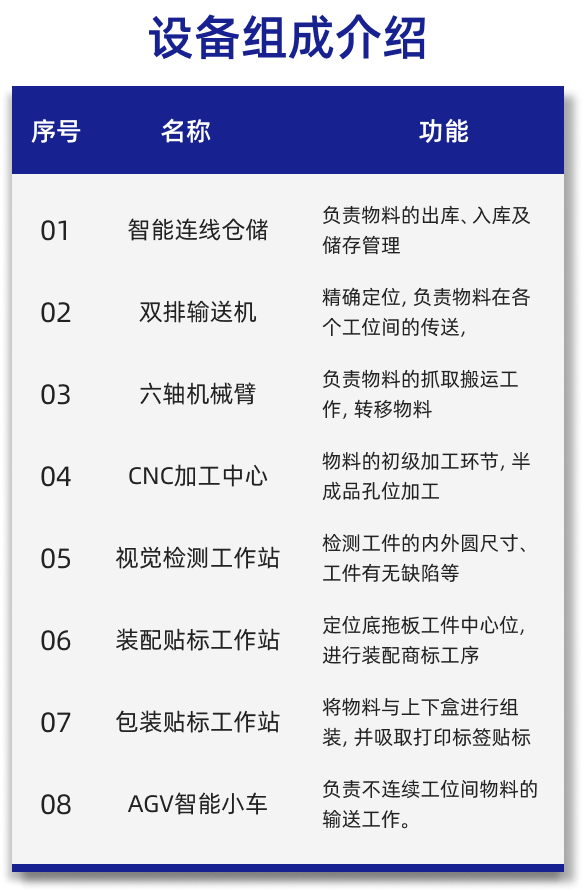 设备组成介绍
序号 名称 功能
01 智能连线仓储 负责物料的出库、入库及
储存管理
02 双排输送机 精确定位, 负责物料在各
个工位间的传送,
03 六轴机械臂 负责物料的抓取搬运工
作, 转移物料
04 CNC加工中心 物料的初级加工环节, 半
成品孔位加工
05 视觉检测工作站 检测工件的内外圆尺寸、
工件有无缺陷等
06 装配贴标工作站 定位底拖板工件中心位,
进行装配商标工序
07 包装贴标工作站 将物料与上下盒进行组
装, 并吸取打印标签贴标
08 AGV智能小车 负责不连续工位间物料的
输送工作。